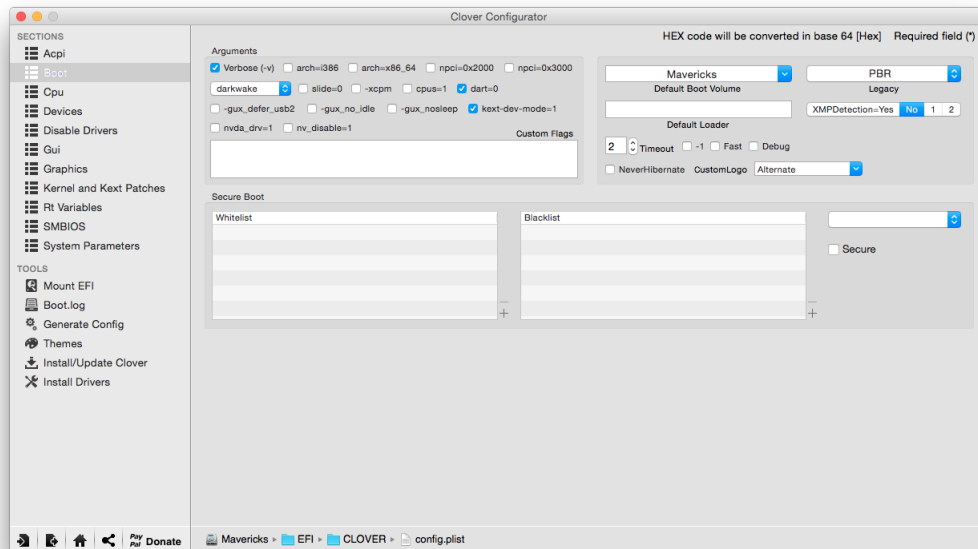 Clover Configurator
SECTIONS
Acpi
Boot
Cpu
Devices
Disable Drivers
Gui
Graphics
Kernel and Kext Patches
Rt Variables
SMBIOS
System Parameters
TOOLS
Mount EFI
Boot.log
Generate Config
Themes
Install/Update Clover
Install Drivers
Pay
Pal Donate
HEX code will be converted in base 64 [Hex] Required field (*)
Arguments
Verbose (-v) arch=i386 arch=x86_64 npci=0x2000 npci=0x3000
darkwake slide=0 -xcpm cpus=1 dart=0
-gux_defer_usb2 -gux_no_idle -gux_nosleep kext-dev-mode=1
nvda_drv=1 nv_disable=1
Custom Flags
Mavericks PBR
Default Boot Volume Legacy
XMPDetection=Yes No 1 2
Default Loader
2 Timeout -1 Fast Debug
NeverHibernate CustomLogo Alternate
Secure Boot
Whitelist Blacklist
Secure
Mavericks EFI CLOVER config.plist